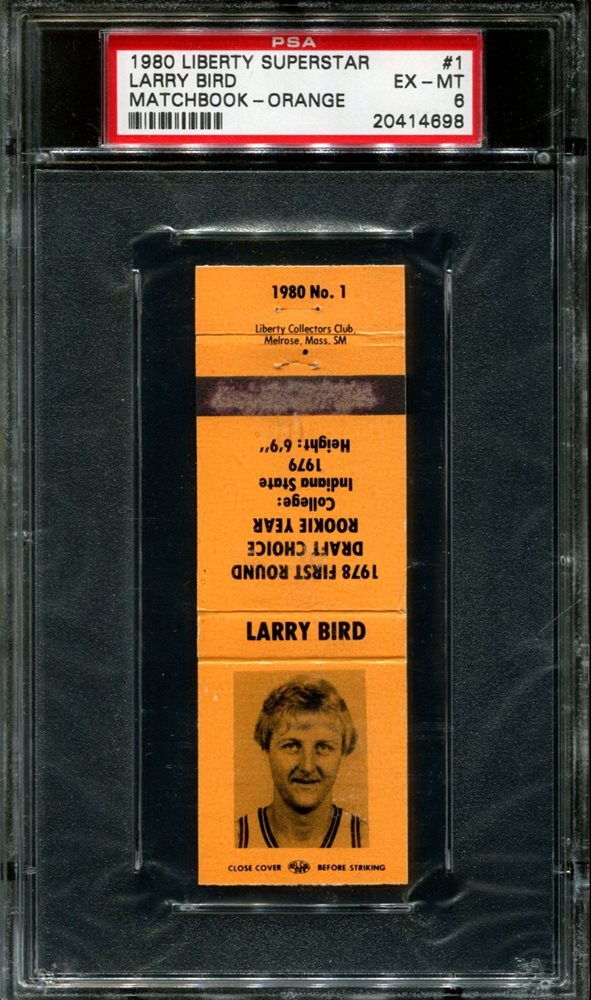 PSA
1980 LIBERTY SUPERSTAR #1
LARRY BIRD EX-MT
MATCHBOOK-ORANGE 6
20414698
1980 No. 1
Liberty Collectors Club,
Melrose, Mass. SM
1978 FIRST ROUND
DRAFT CHOICE
ROOKIE YEAR
College:
Indiana State
1979
Height: 6'9''
LARRY BIRD
CLOSE COVER BEFORE STRIKING